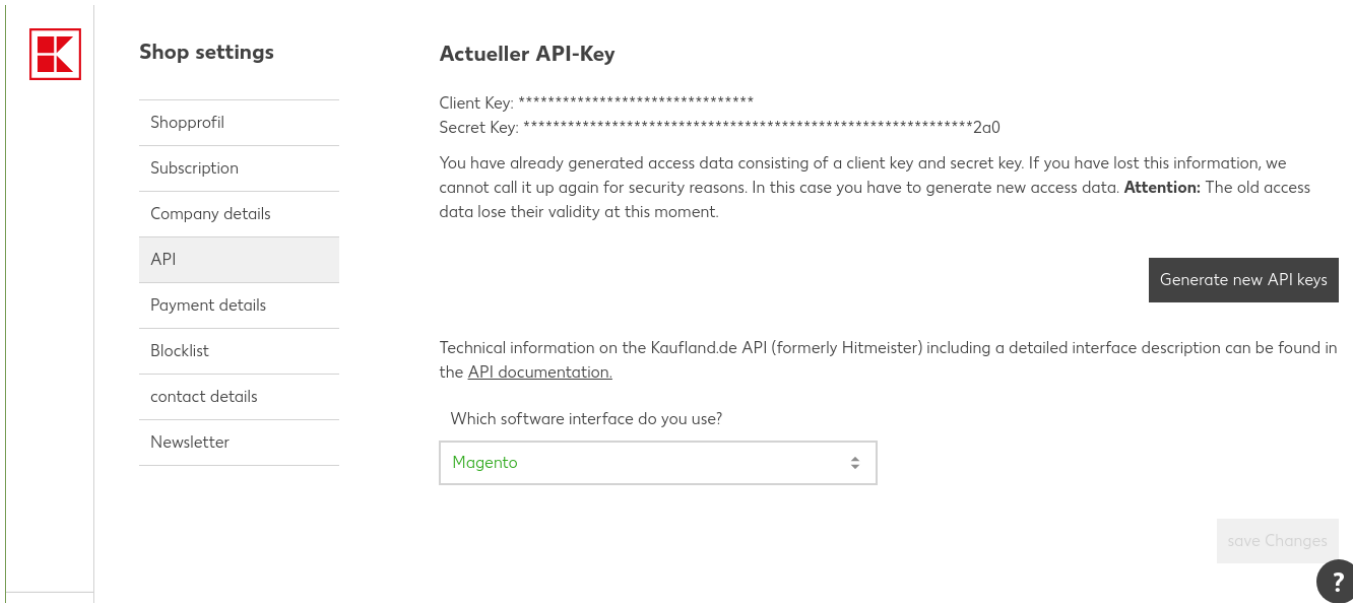 Shop settings
Shopprofil
Subscription
Company details
API
Payment details
Blocklist
contact details
Newsletter
Actueller API-Key
Client Key: ********************************
Secret Key: *************************************************************2a0
You have already generated access data consisting of a client key and secret key. If you have lost this information, we
cannot call it up again for security reasons. In this case you have to generate new access data. Attention: The old access
data lose their validity at this moment.
Generate new API keys
Technical information on the Kaufland.de API (formerly Hitmeister) including a detailed interface description can be found in
the API documentation.
Which software interface do you use?
Magento
save Changes
?